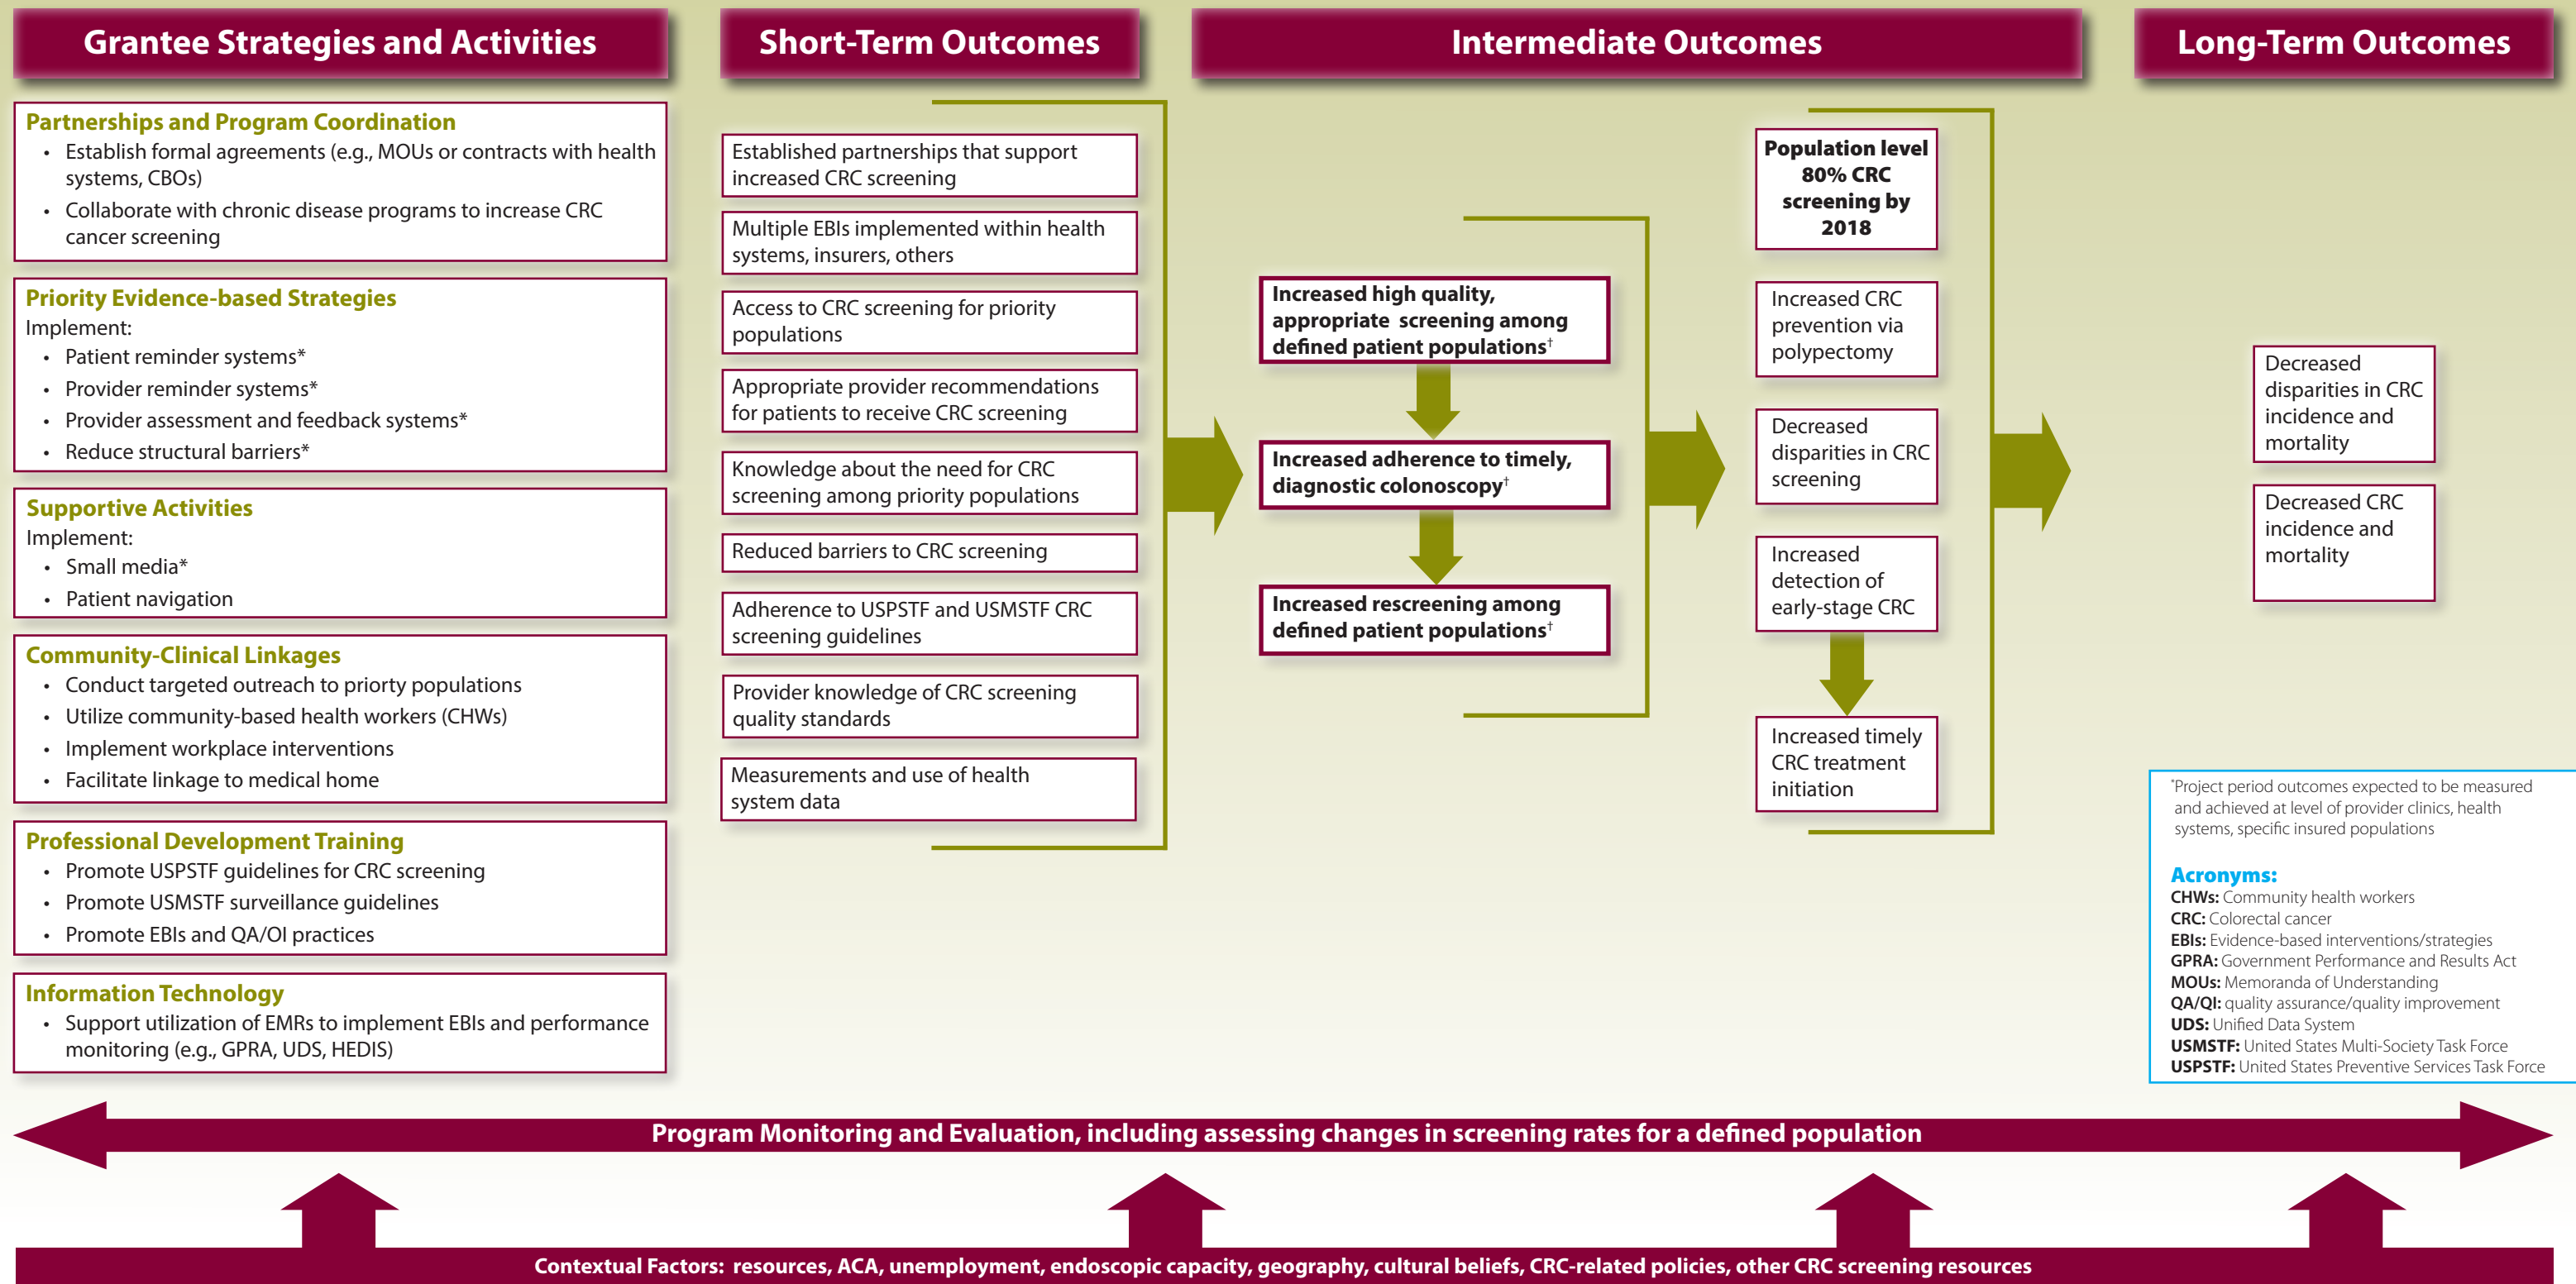 Grantee Strategies and Activities
Partnerships and Program Coordination
• Establish formal agreements (e.g., MOUs or contracts with health
systems, CBOs)
• Collaborate with chronic disease programs to increase CRC
cancer screening
Priority Evidence-based Strategies
Implement:
• Patient reminder systems*
• Provider reminder systems*
• Provider assessment and feedback systems*
• Reduce structural barriers*
Supportive Activities
Implement:
• Small media*
• Patient navigation
Community-Clinical Linkages
• Conduct targeted outreach to priorty populations
• Utilize community-based health workers (CHWs)
• Implement workplace interventions
• Facilitate linkage to medical home
Professional Development Training
• Promote USPSTF guidelines for CRC screening
• Promote USMSTF surveillance guidelines
• Promote EBIs and QA/OI practices
Information Technology
• Support utilization of EMRs to implement EBIs and performance
monitoring (e.g., GPRA, UDS, HEDIS)
Short-Term Outcomes
Established partnerships that support
increased CRC screening
Multiple EBIs implemented within health
systems, insurers, others
Access to CRC screening for priority
populations
Appropriate provider recommendations
for patients to receive CRC screening
Knowledge about the need for CRC
screening among priority populations
Reduced barriers to CRC screening
Adherence to USPSTF and USMSTF CRC
screening guidelines
Provider knowledge of CRC screening
quality standards
Measurements and use of health
system data
Intermediate Outcomes
Increased high quality,
appropriate screening among
defined patient populations†
Increased adherence to timely,
diagnostic colonoscopy†
Increased rescreening among
defined patient populations†
Population level
80% CRC
screening by
2018
Increased CRC
prevention via
polypectomy
Decreased
disparities in CRC
screening
Increased
detection of
early-stage CRC
Increased timely
CRC treatment
initiation
Long-Term Outcomes
Decreased
disparities in CRC
incidence and
mortality
Decreased CRC
incidence and
mortality
*Project period outcomes expected to be measured
and achieved at level of provider clinics, health
systems, specific insured populations
Acronyms:
CHWs: Community health workers
CRC: Colorectal cancer
EBIs: Evidence-based interventions/strategies
GPRA: Government Performance and Results Act
MOUs: Memoranda of Understanding
QA/QI: quality assurance/quality improvement
UDS: Unified Data System
USMSTF: United States Multi-Society Task Force
USPSTF: United States Preventive Services Task Force
Program Monitoring and Evaluation, including assessing changes in screening rates for a defined population
Contextual Factors: resources, ACA, unemployment, endoscopic capacity, geography, cultural beliefs, CRC-related policies, other CRC screening resources